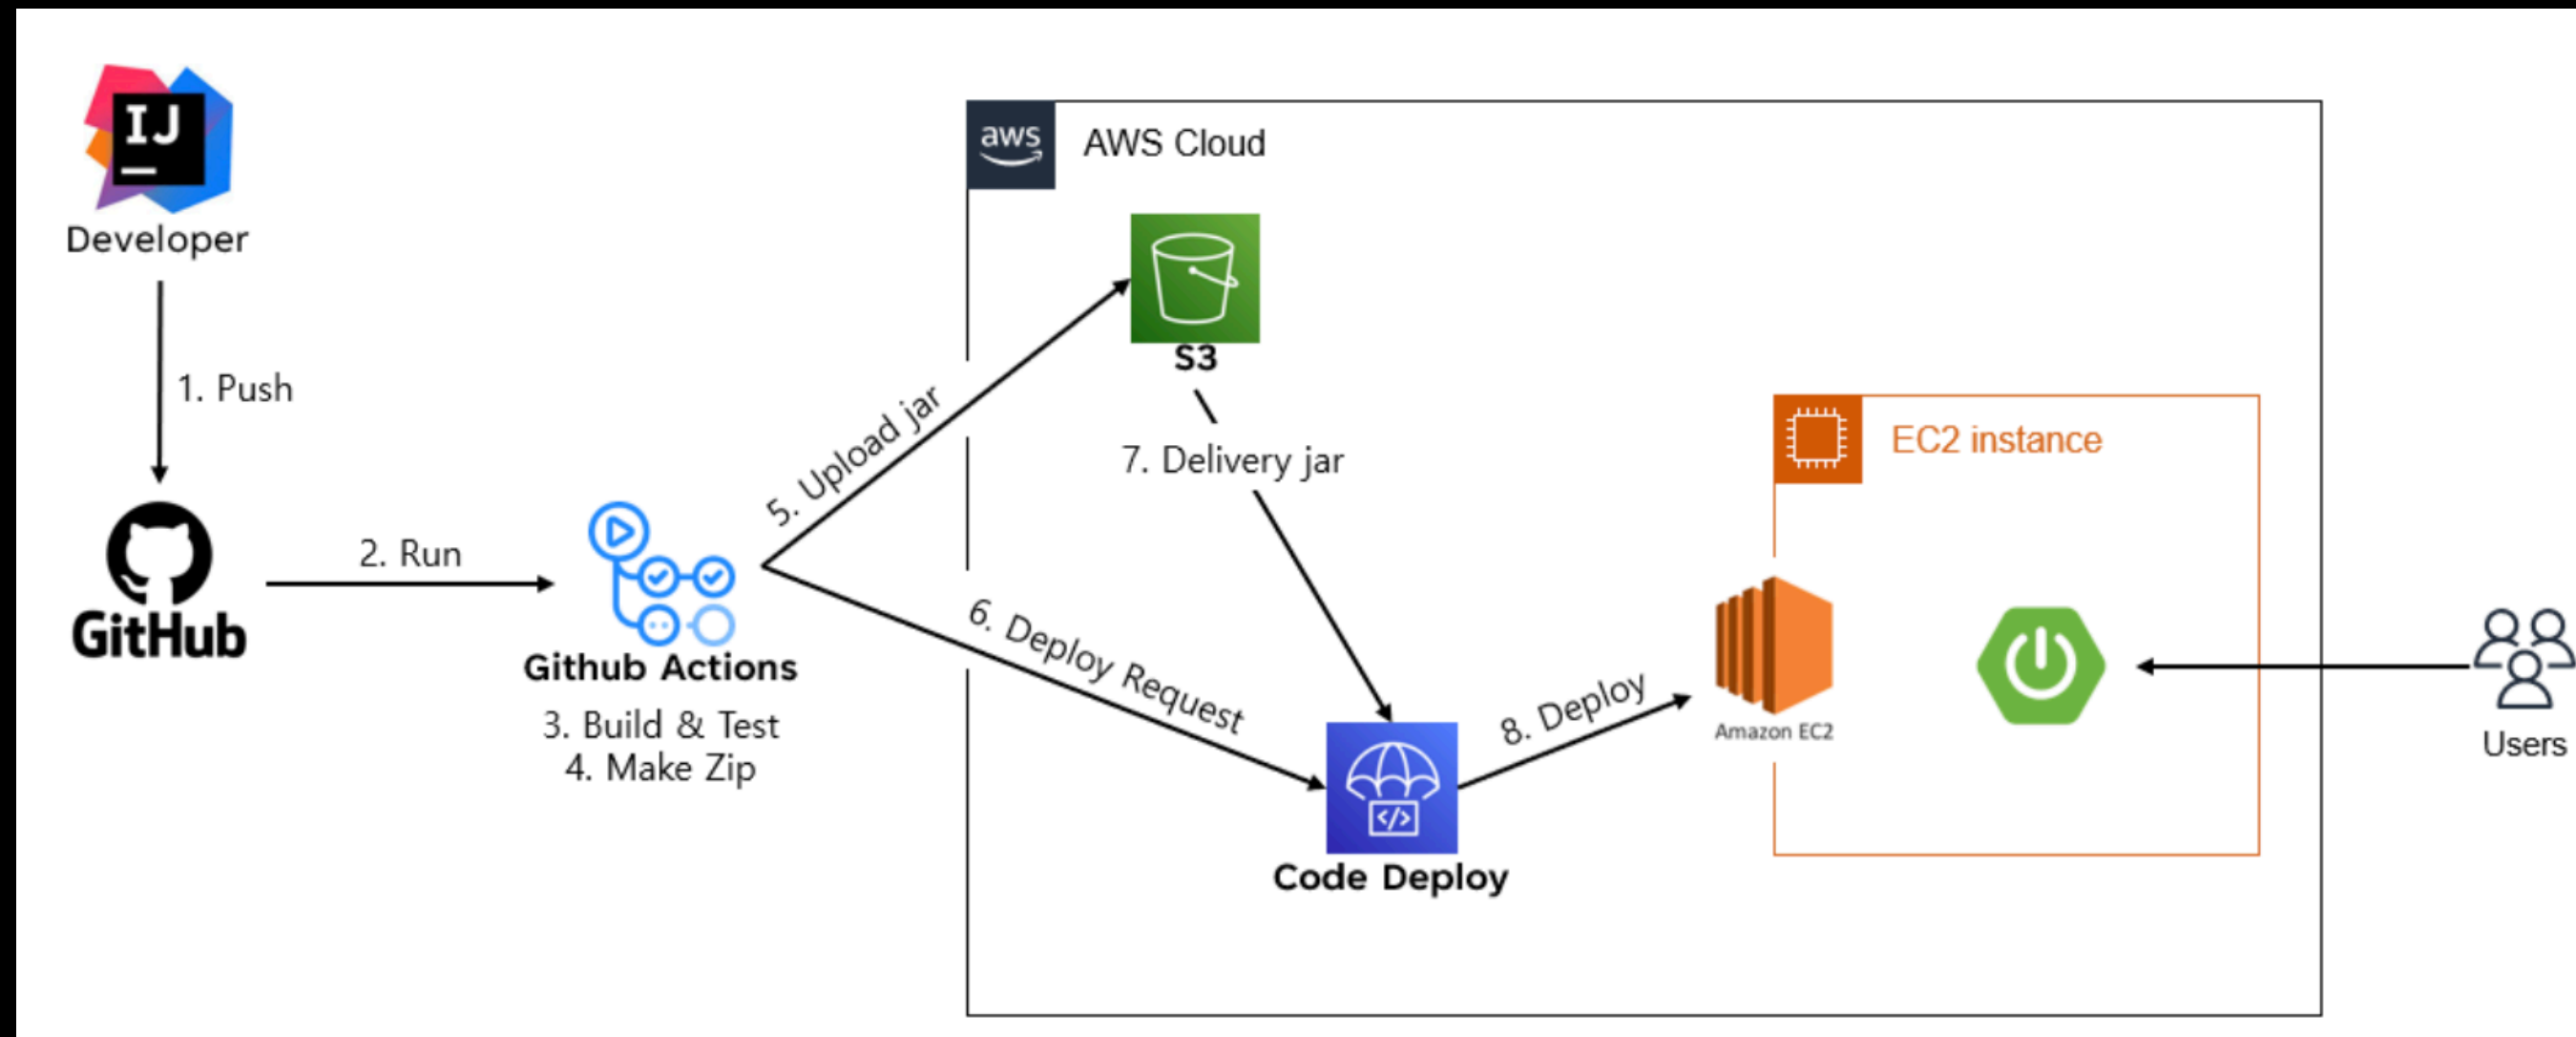 IJ
Developer
1. Push
GitHub
2. Run
Github Actions
3. Build & Test
4. Make Zip
aws
AWS Cloud
5. Upload jar
S3
7. Delivery jar
6. Deploy Request
</>
Code Deploy
8. Deploy
EC2 instance
Amazon EC2
Users